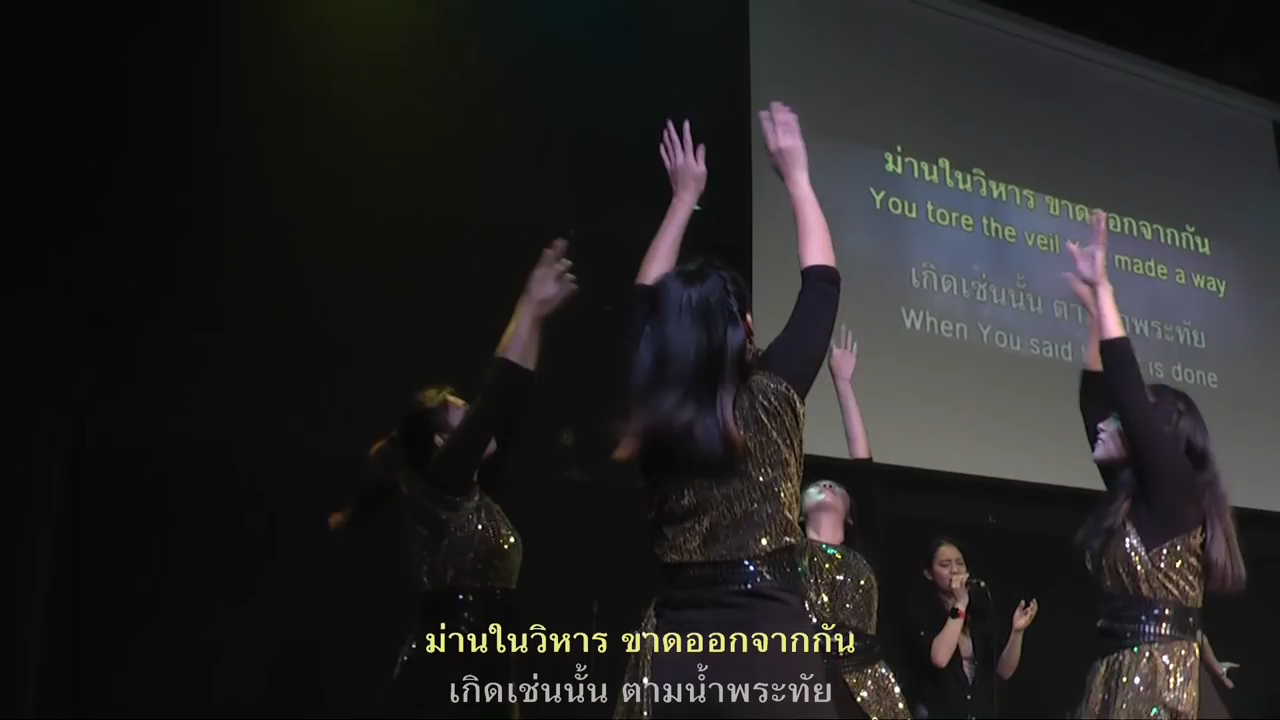 ม่านในวิหาร ขาดออกจากกัน
You tore the veil made a way
เกิดเช่นนั้น ตามน้ำพระทัย
When You said is done
ม่านในวิหาร ขาดออกจากกัน
เกิดเช่นนั้น ตามน้ำพระทัย